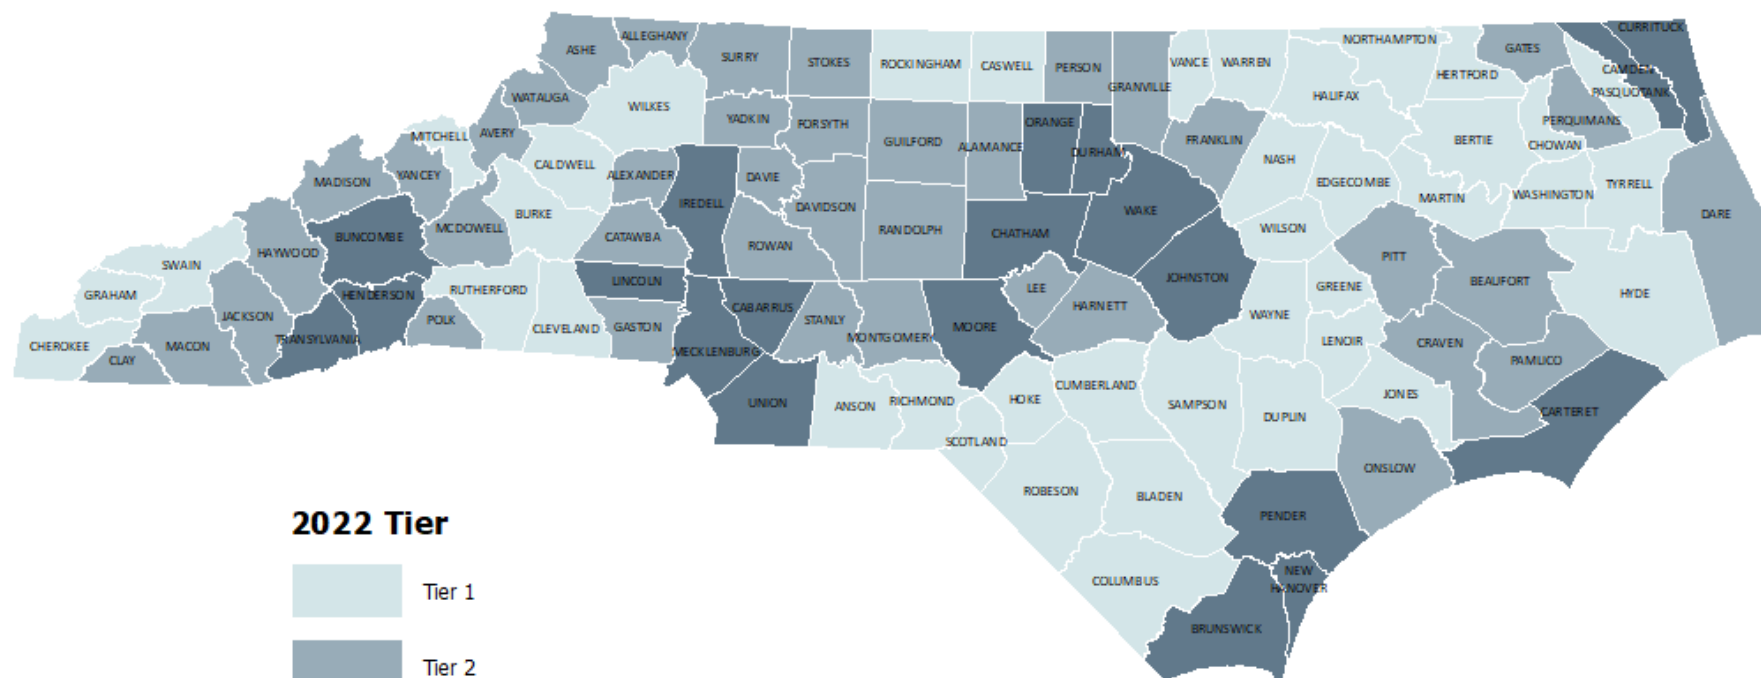 ALLEGHANY
ASHE
SURRY
STOKES
ROCKINGHAM
CASWELL
PERSON
GRANVILLE
VANCE
WARREN
NORTHAMPTON
GATES
CURRITUCK
HERTFORD
CAMDEN
PASQUOTANK
HALIFAX
WATAUGA
WILKES
YADKIN
FORSYTH
GUILFORD
ALAMANCE
ORANGE
DURHAM
FRANKLIN
PERQUIMANS
CHOWAN
BERTIE
MITCHELL
AVERY
CALDWELL
ALEXANDER
DAVIE
NASH
EDGECOMBE
MARTIN
WASHINGTON
TYRRELL
MADISON
YANCEY
BURKE
IREDELL
DAVIDSON
RANDOLPH
WAKE
DARE
BUNCOMBE
MCDOWELL
CATAWBA
ROWAN
CHATHAM
WILSON
HAYWOOD
PITT
BEAUFORT
SWAIN
GRAHAM
RUTHERFORD
LINCOLN
JOHNSTON
GREENE
HYDE
HENDERSON
CABARRUS
LEE
HARNETT
JACKSON
POLK
CLEVELAND
GASTON
STANLY
MONTGOMERY
MOORE
WAYNE
LENOIR
CRAVEN
PAMLICO
CHEROKEE
CLAY
MACON
TRANSYLVANIA
MECKLENBURG
UNION
ANSON
RICHMOND
HOKE
CUMBERLAND
SAMPSON
DUPLIN
JONES
CARTERET
SCOTLAND
ONSLOW
ROBESON
BLADEN
PENDER
COLUMBUS
NEW
HANOVER
BRUNSWICK
2022 Tier
Tier 1
Tier 2